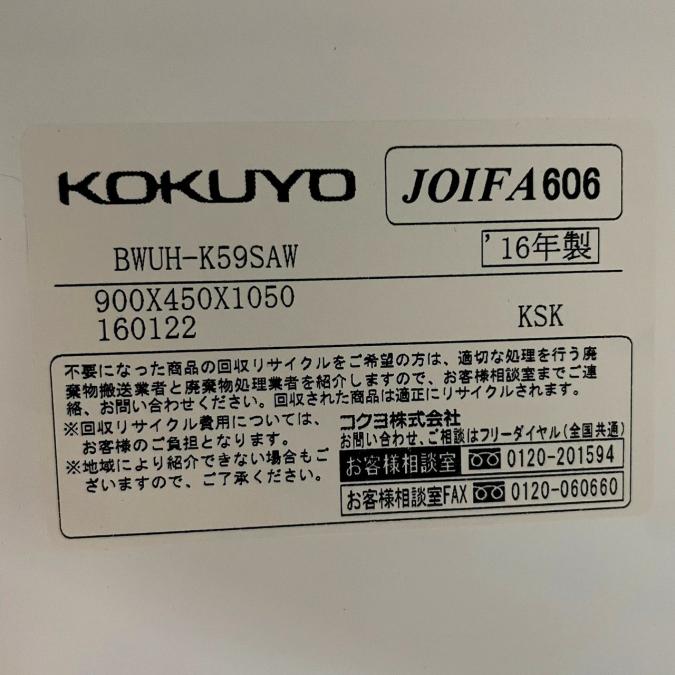 KOKUYO JOIFA606
BWUH-K59SAW '16年製
900X450X1050
160122 KSK
不要になった商品の回収リサイクルをご希望の方は、適切な処理を行う廃
棄物搬送業者と廃棄物処理業者を紹介しますので、お客様相談室までご連
絡、お問い合わせください。回収された商品は適正にリサイクルされます。
※回収リサイクル費用については、
お客様のご負担となります。
※地域により紹介できない場合もご
ざいますので、ご了承ください。
コクヨ株式会社
お問い合わせ、ご相談はフリーダイヤル(全国共通)
お客様相談室 0120-201594
お客様相談室FAX 0120-060660